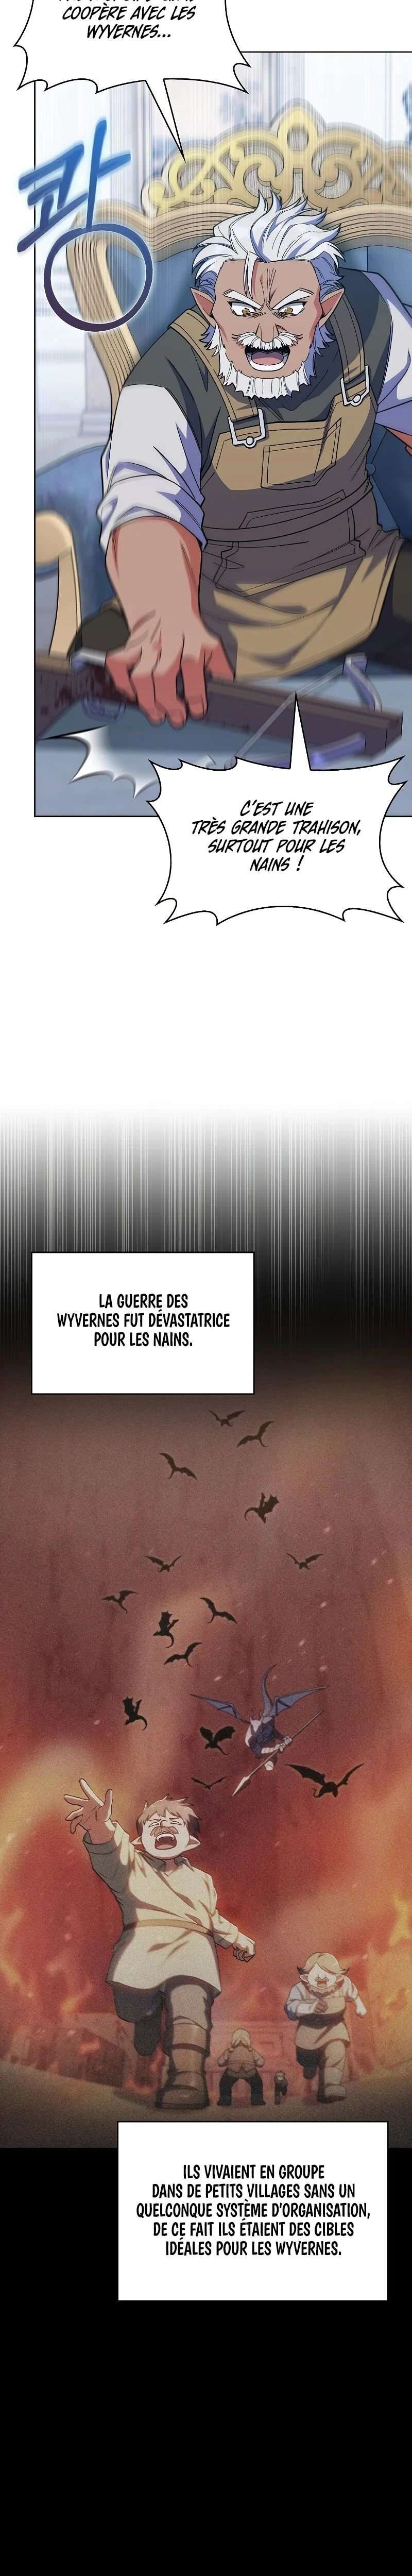 COOPÈRE AVEC LES
WYVERNES...
쾅
C'EST UNE
TRÈS GRANDE TRAHISON,
SURTOUT POUR LES
NAINS !
LA GUERRE DES
WYVERNES FUT DÉVASTATRICE
POUR LES NAINS.
ILS VIVAIENT EN GROUPE
DANS DE PETITS VILLAGES SANS UN
QUELCONQUE SYSTÈME D'ORGANISATION,
DE CE FAIT ILS ÉTAIENT DES CIBLES
IDÉALES POUR LES WYVERNES.